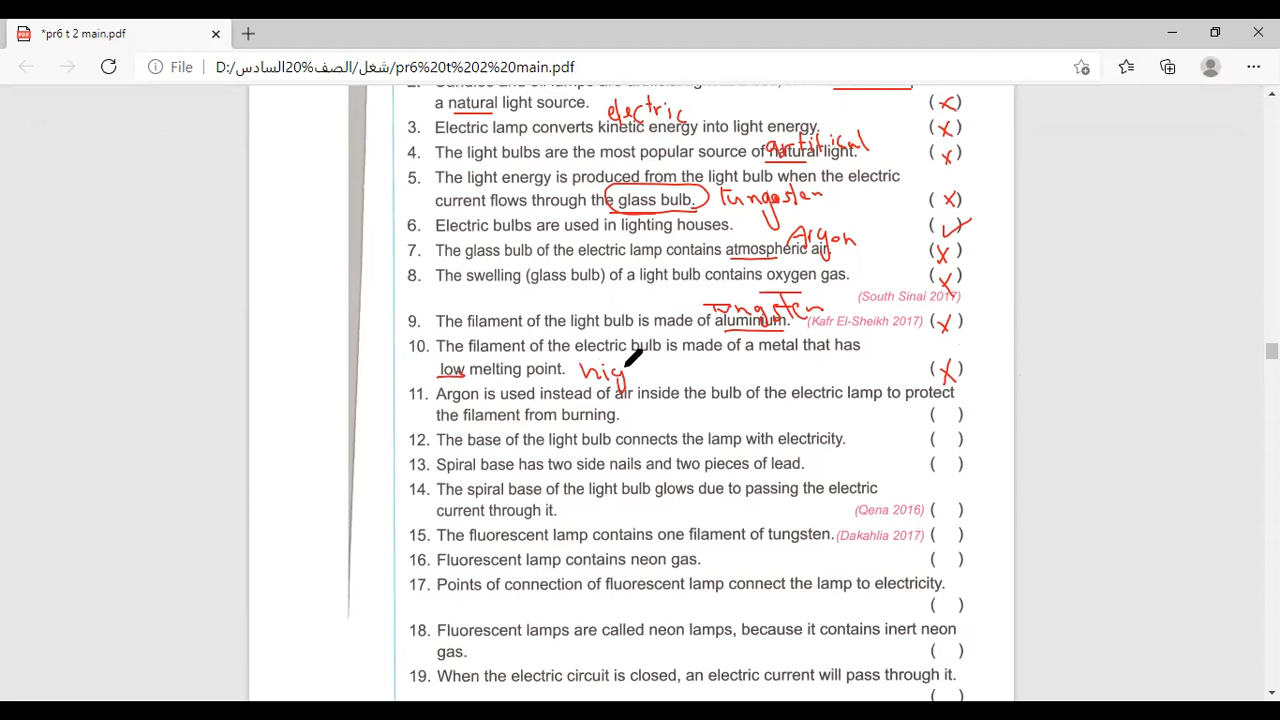 *pr6 t 2 main.pdf
File D:/شغل/الصف%20السادس/pr6%20t%202%20main.pdf
a natural light source. (x)
electric
3. Electric lamp converts kinetic energy into light energy. (x)
artifitical
4. The light bulbs are the most popular source of natural light. (x)
5. The light energy is produced from the light bulb when the electric
current flows through the glass bulb. Tungesten (x)
6. Electric bulbs are used in lighting houses. (✓)
Argon
7. The glass bulb of the electric lamp contains atmospheric air. (x)
8. The swelling (glass bulb) of a light bulb contains oxygen gas. (x)
(South Sinai 2017)
Tungsten
9. The filament of the light bulb is made of aluminium. (Kafr El-Sheikh 2017) (x)
10. The filament of the electric bulb is made of a metal that has
low melting point. hig (x)
11. Argon is used instead of air inside the bulb of the electric lamp to protect
the filament from burning. ( )
12. The base of the light bulb connects the lamp with electricity. ( )
13. Spiral base has two side nails and two pieces of lead. ( )
14. The spiral base of the light bulb glows due to passing the electric
current through it. (Qena 2016) ( )
15. The fluorescent lamp contains one filament of tungsten. (Dakahlia 2017) ( )
16. Fluorescent lamp contains neon gas. ( )
17. Points of connection of fluorescent lamp connect the lamp to electricity.
( )
18. Fluorescent lamps are called neon lamps, because it contains inert neon
gas. ( )
19. When the electric circuit is closed, an electric current will pass through it.
( )